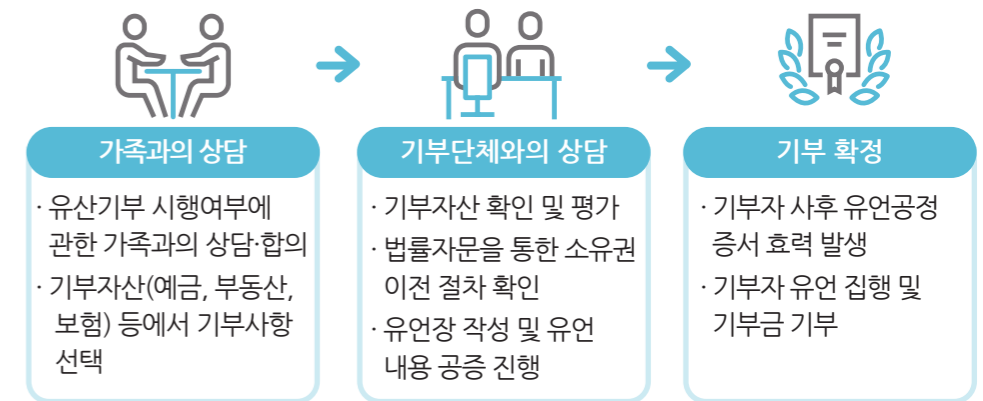 가족과의 상담
· 유산기부 시행여부에
관한 가족과의 상담·합의
· 기부자산(예금, 부동산,
보험) 등에서 기부사항
선택
기부단체와의 상담
· 기부자산 확인 및 평가
· 법률자문을 통한 소유권
이전 절차 확인
· 유언장 작성 및 유언
내용 공증 진행
기부 확정
· 기부자 사후 유언공정
증서 효력 발생
· 기부자 유언 집행 및
기부금 기부